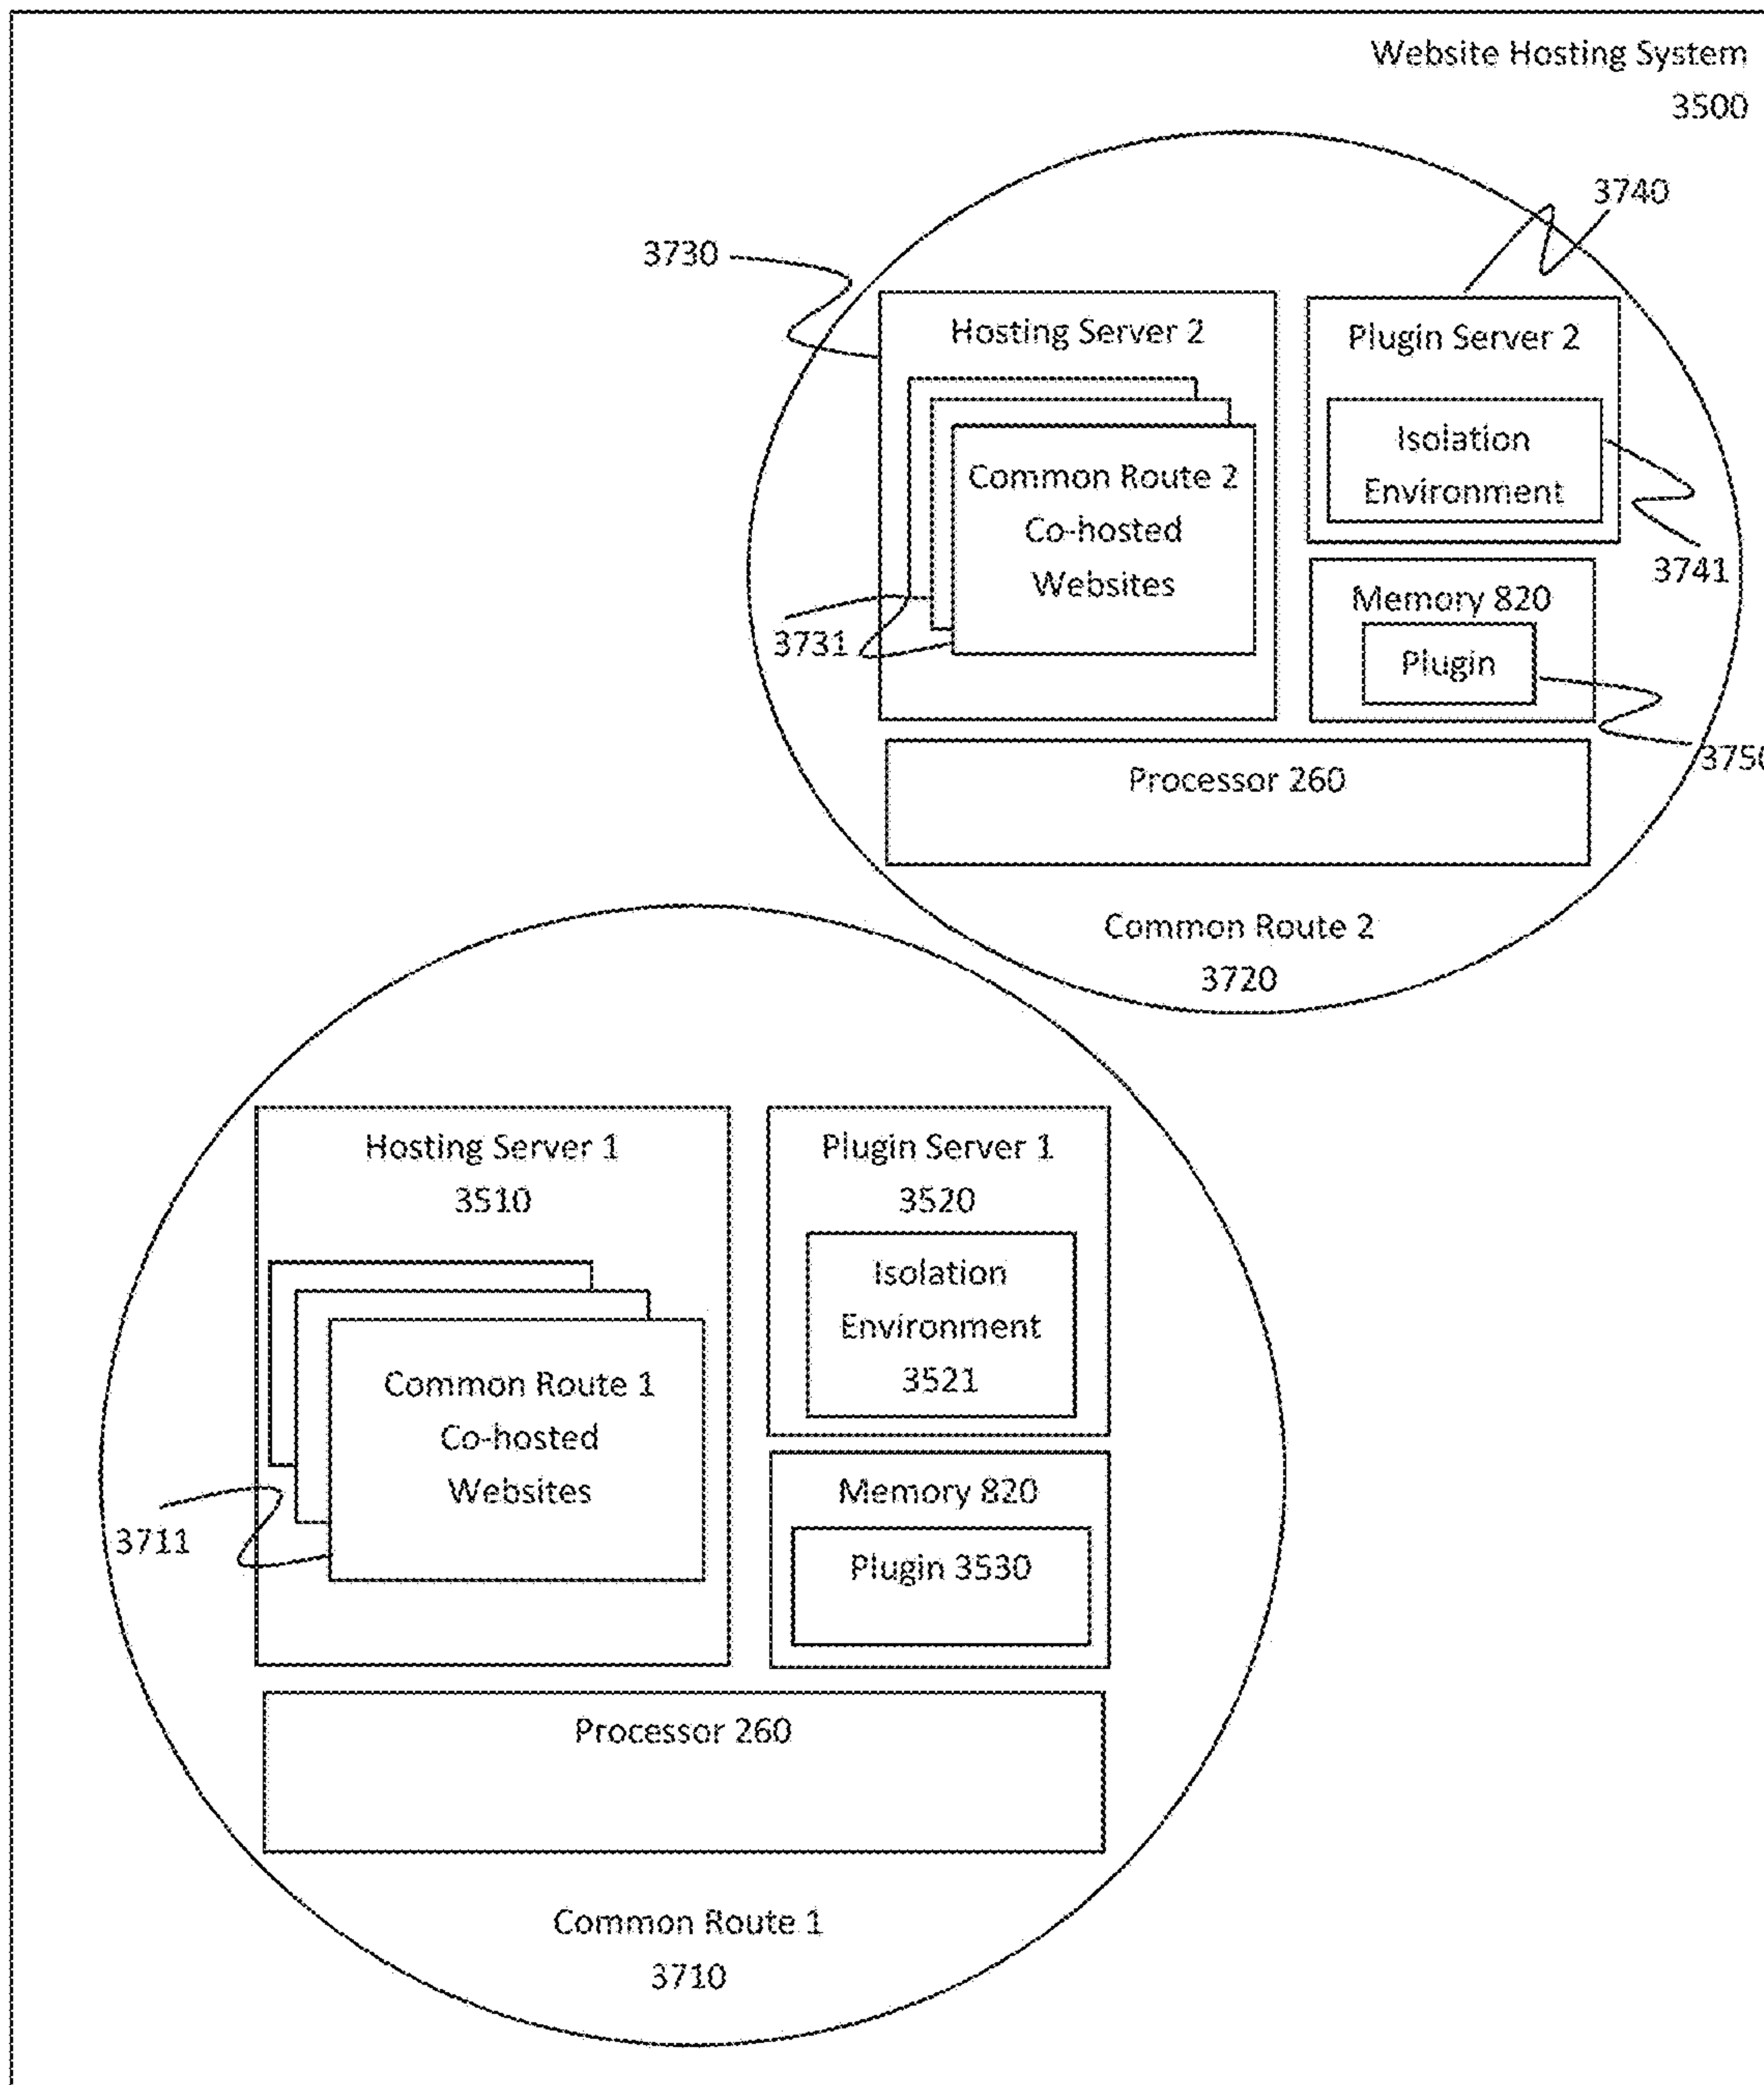 Website Hosting System
3500
3740
3730
Hosting Server 2
Plugin Server 2
Isolation
Environment
3741
Common Route 2
Co-hosted
Websites
3731
Memory 820
Plugin
Processor 260
Common Route 2
3720
Hosting Server 1
3510
Plugin Server 1
3520
Isolation
Environment
3521
Common Route 1
Co-hosted
Websites
3711
Memory 820
Plugin 3530
Processor 260
Common Route 1
3710